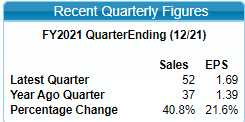 Recent Quarterly Figures
FY2021 QuarterEnding (12/21)
Sales EPS
Latest Quarter 52 1.69
Year Ago Quarter 37 1.39
Percentage Change 40.8% 21.6%